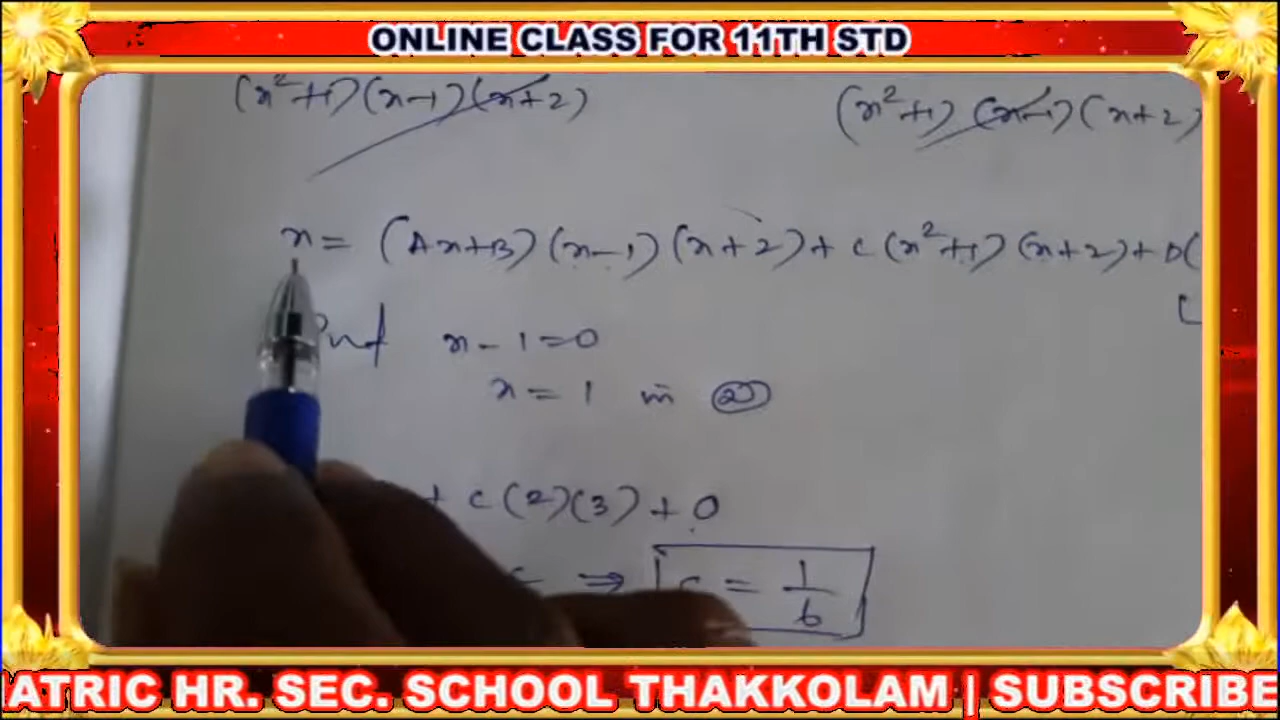 ONLINE CLASS FOR 11TH STD
(x²+1)(x-1)(x+2) (x²+1)(x-1)(x+2)
x = (Ax+B)(x-1)(x+2) + C(x²+1)(x+2) + D(
Put x-1=0
x = 1 in ②
+ C(2)(3) + 0
⇒ C = 1/6
ATRIC HR. SEC. SCHOOL THAKKOLAM | SUBSCRIBE